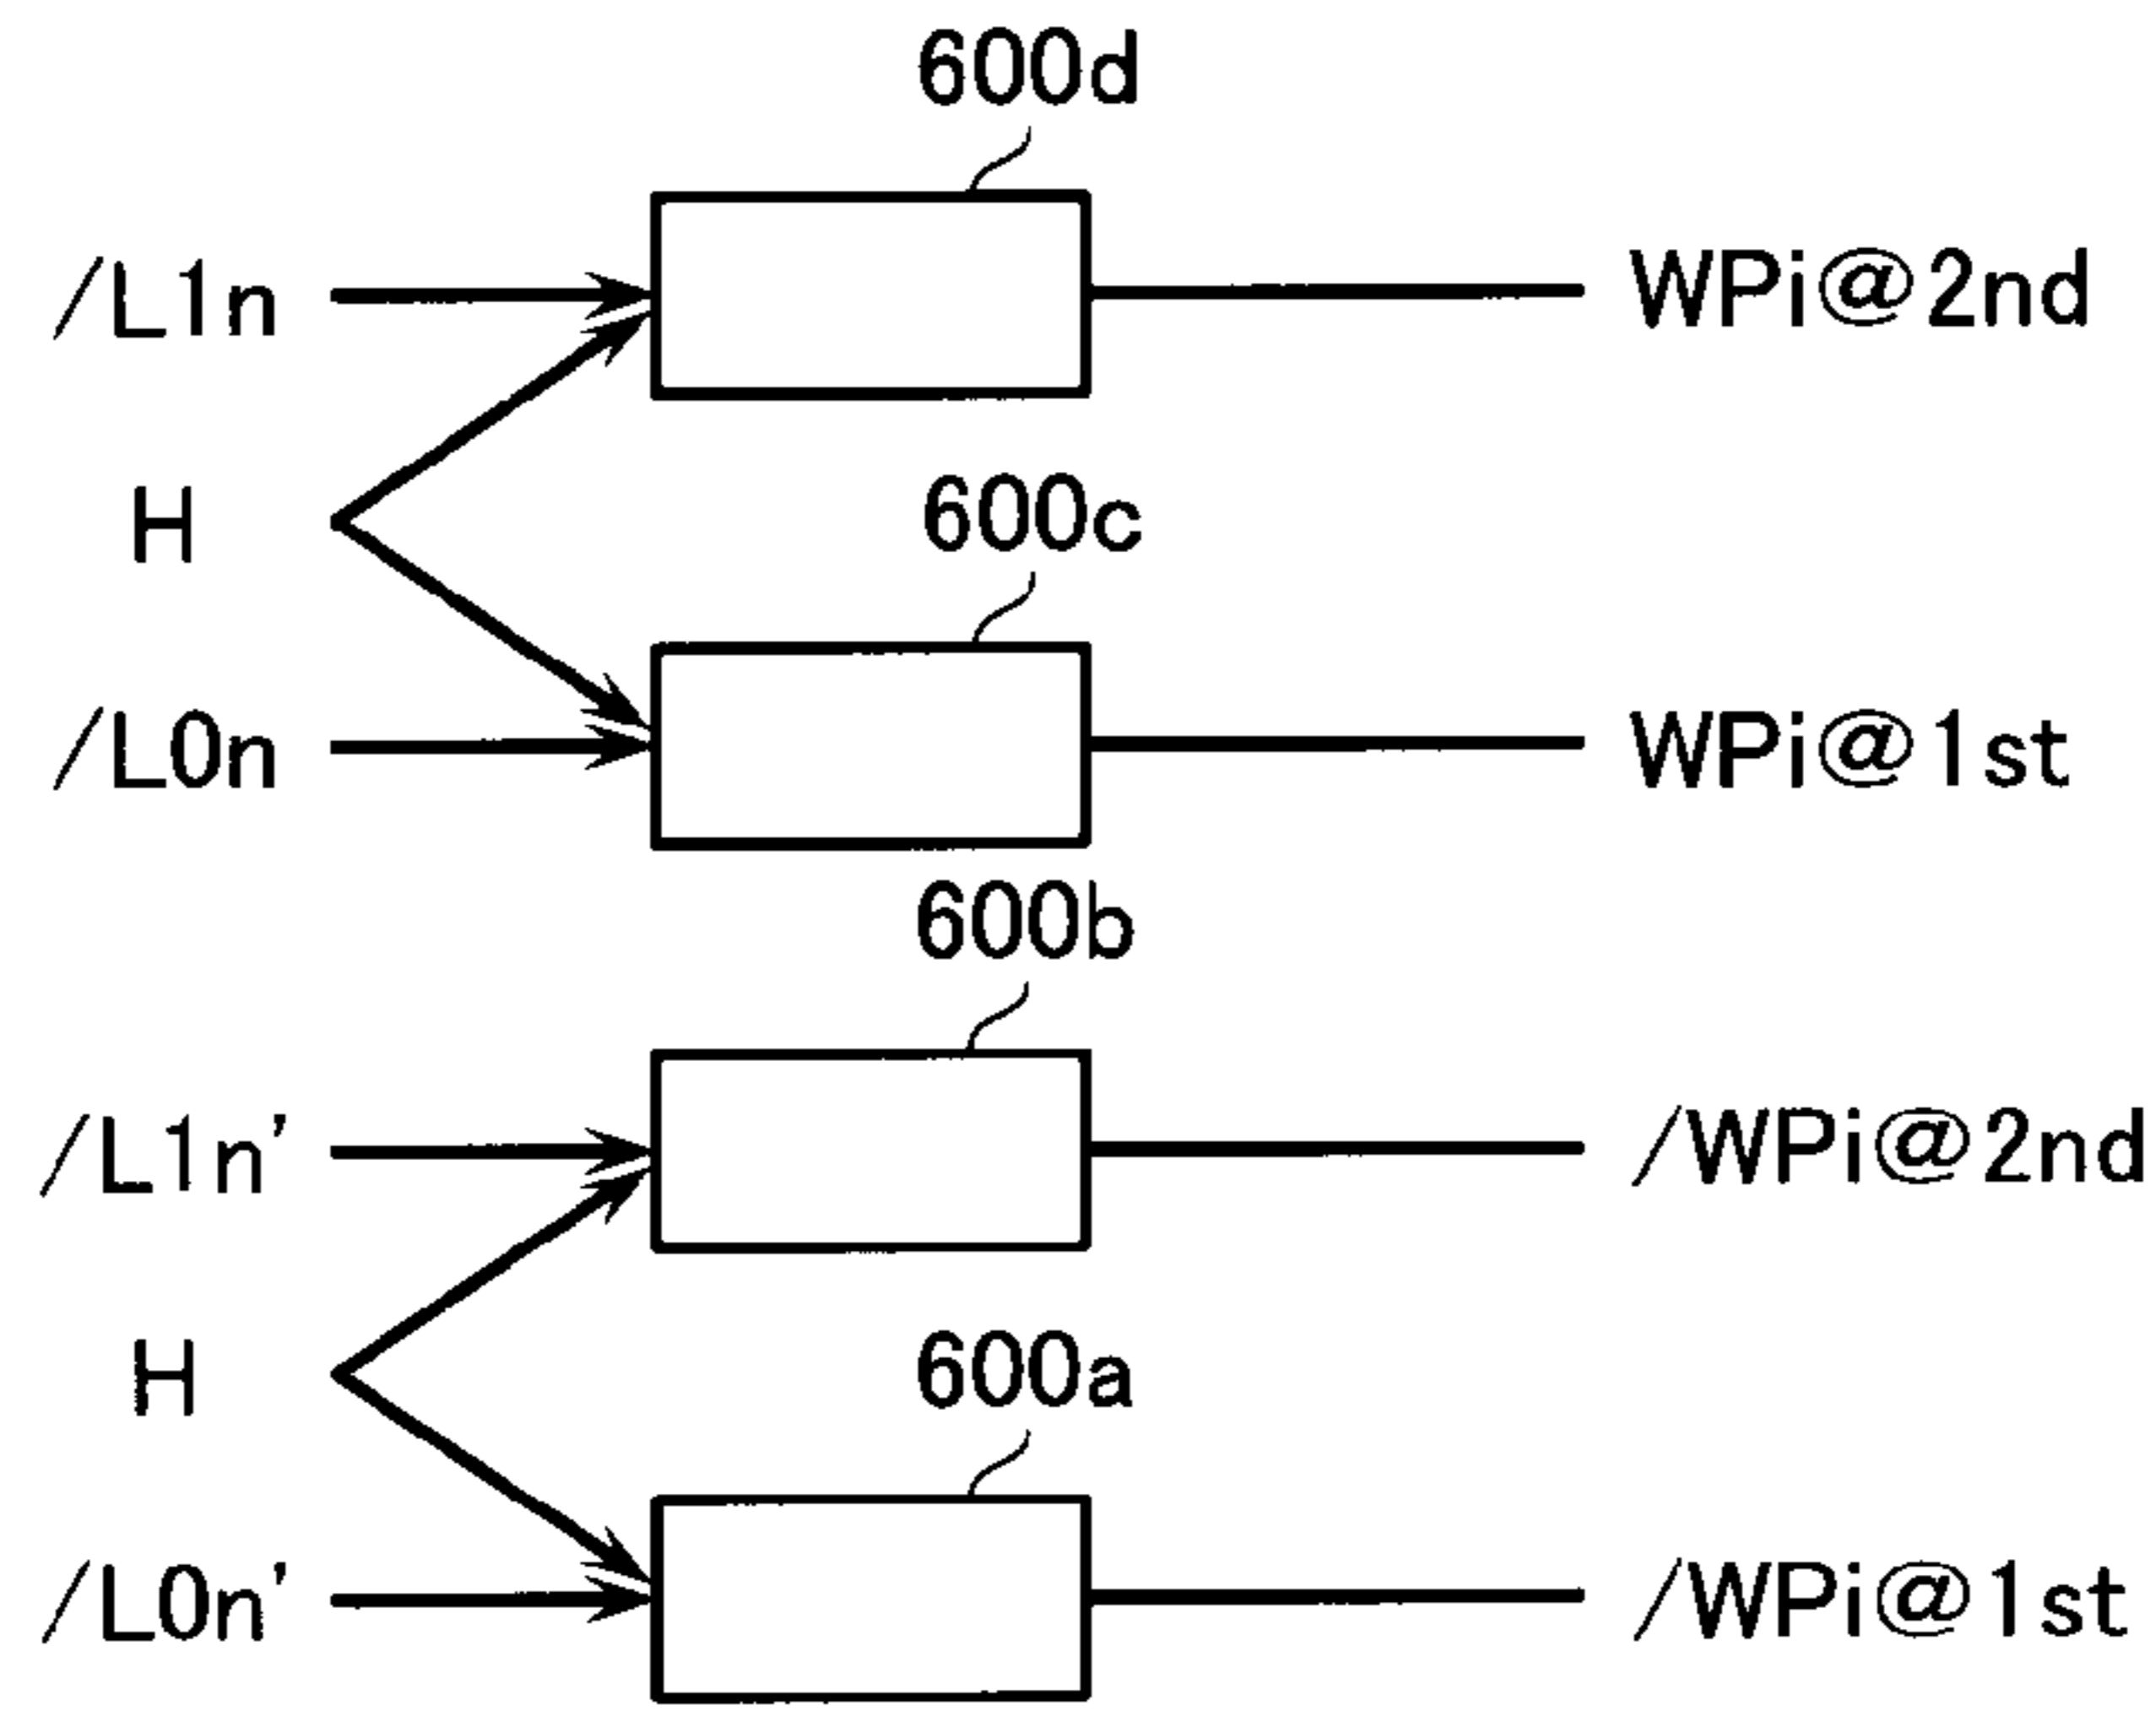 600d
/L1n WPi@2nd
H 600c
/L0n WPi@1st
600b
/L1n' /WPi@2nd
H 600a
/L0n' /WPi@1st